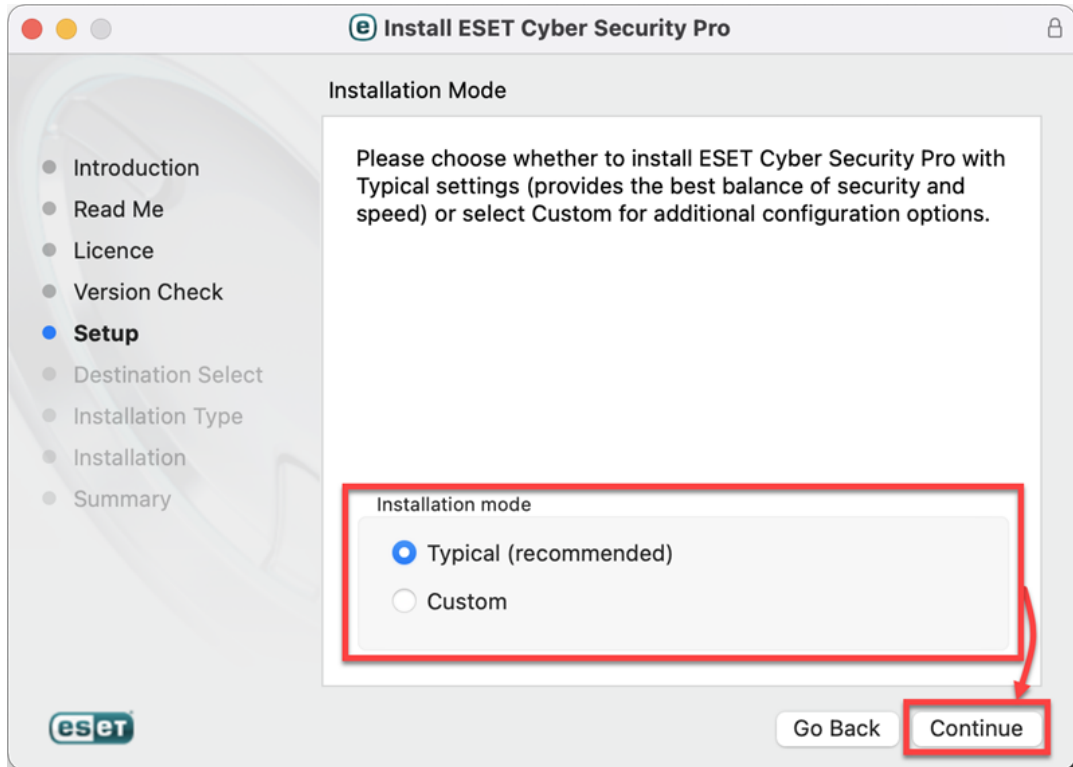 Install ESET Cyber Security Pro
Installation Mode
Introduction
Read Me
Licence
Version Check
Setup
Destination Select
Installation Type
Installation
Summary
Please choose whether to install ESET Cyber Security Pro with
Typical settings (provides the best balance of security and
speed) or select Custom for additional configuration options.
Installation mode
Typical (recommended)
Custom
eset
Go Back
Continue